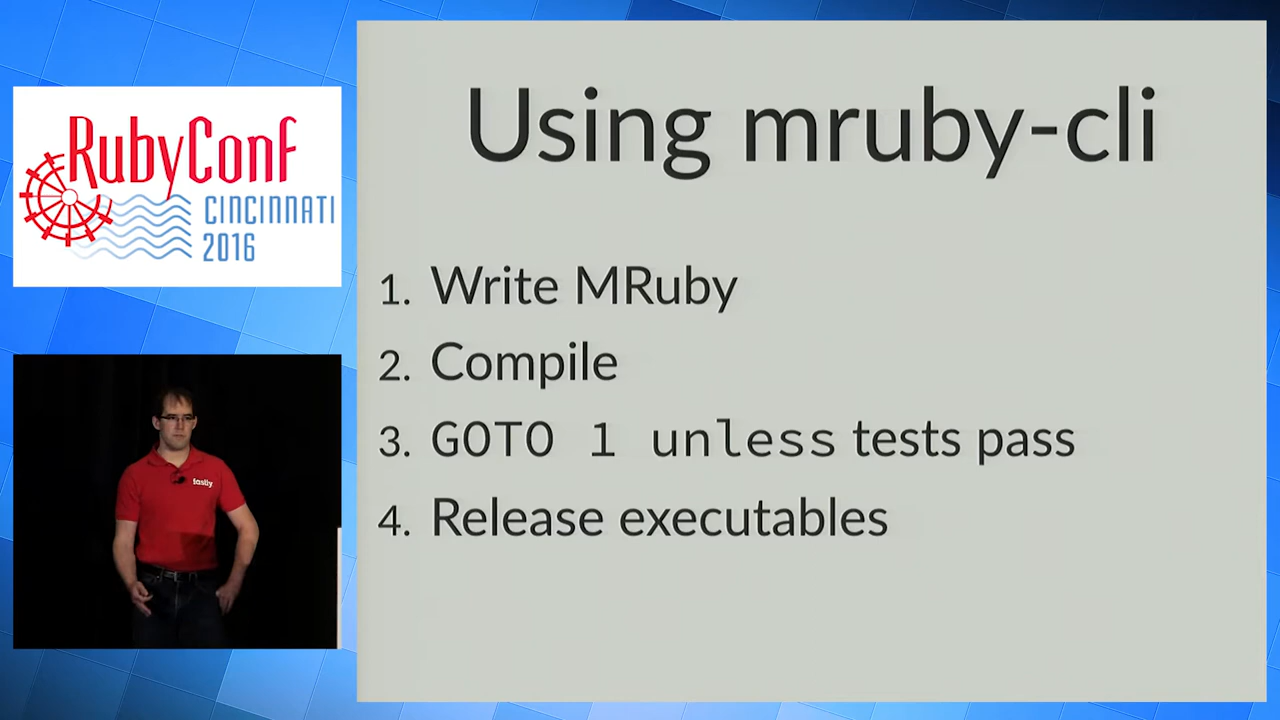 RubyConf
CINCINNATI
2016
fastly
Using mruby-cli
1. Write MRuby
2. Compile
3. GOTO 1 unless tests pass
4. Release executables